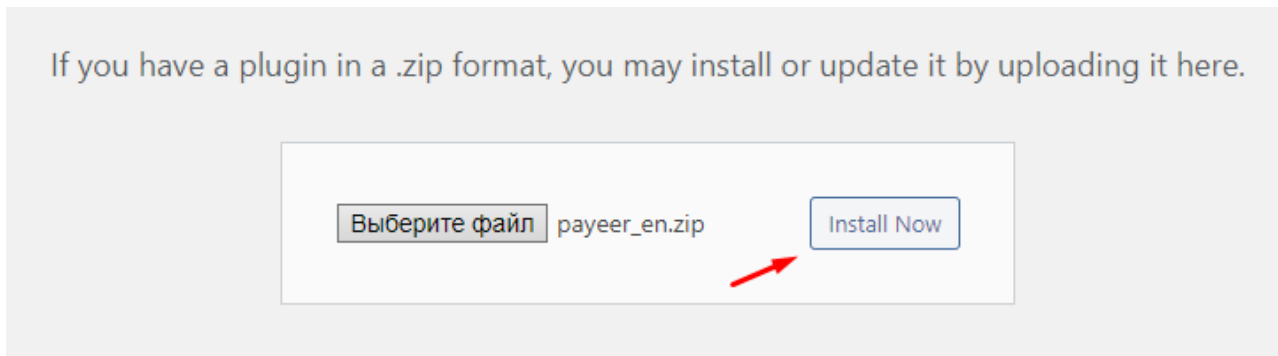 If you have a plugin in a .zip format, you may install or update it by uploading it here.
Выберите файл payeer_en.zip Install Now